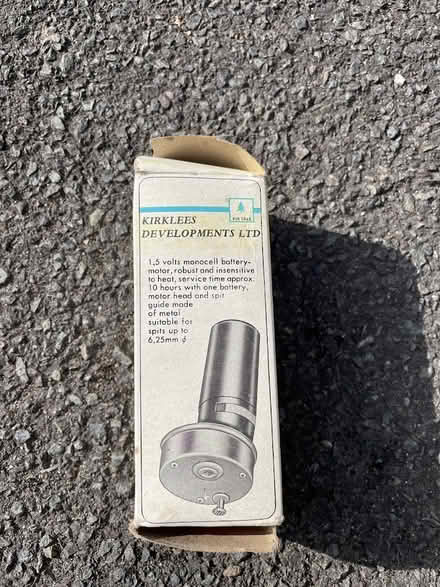 KIRKLEES
DEVELOPMENTS LTD
1,5 volts monocell battery-
motor, robust and insensitive
to heat, service time approx.
10 hours with one battery,
motor head and spit
guide made
of metal
suitable for
spits up to
6,25mm ϕ